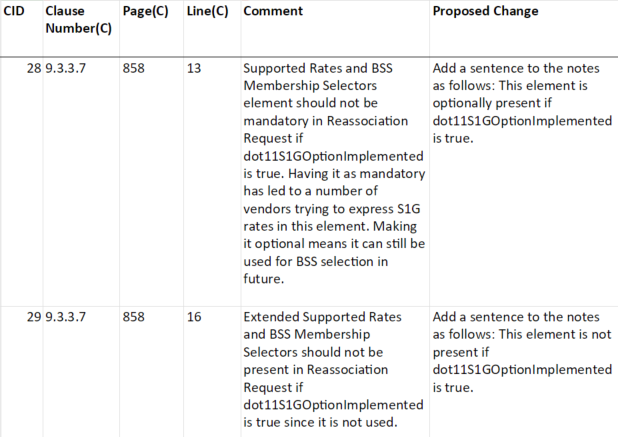 CID Clause Number(C) Page(C) Line(C) Comment Proposed Change
28 9.3.3.7 858 13 Supported Rates and BSS Add a sentence to the notes
Membership Selectors as follows: This element is
element should not be optionally present if
mandatory in Reassociation dot11S1GOptionImplemented
Request if is true.
dot11S1GOptionImplemented
is true. Having it as mandatory
has led to a number of
vendors trying to express S1G
rates in this element. Making
it optional means it can still be
used for BSS selection in
future.
29 9.3.3.7 858 16 Extended Supported Rates Add a sentence to the notes
and BSS Membership as follows: This element is not
Selectors should not be present if
present in Reassociation dot11S1GOptionImplemented
Request if is true.
dot11S1GOptionImplemented
is true since it is not used.